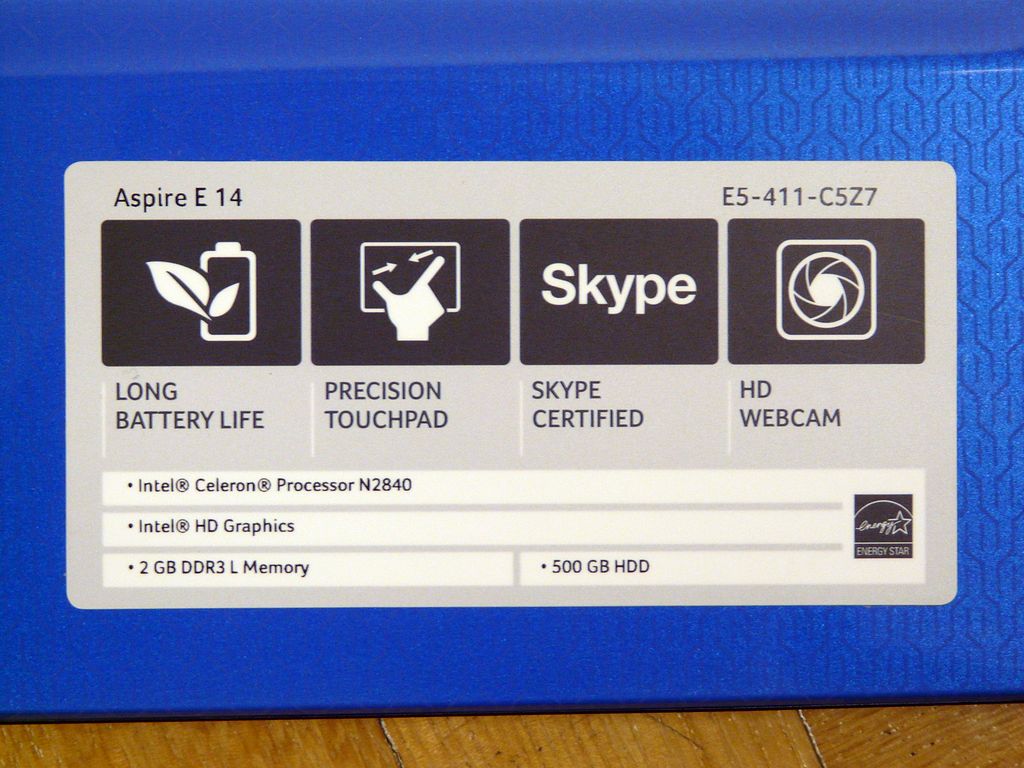 Aspire E 14
E5-411-C5Z7
Skype
LONG
BATTERY LIFE
PRECISION
TOUCHPAD
SKYPE
CERTIFIED
HD
WEBCAM
• Intel® Celeron® Processor N2840
• Intel® HD Graphics
• 2 GB DDR3 L Memory
• 500 GB HDD
energy
ENERGY STAR